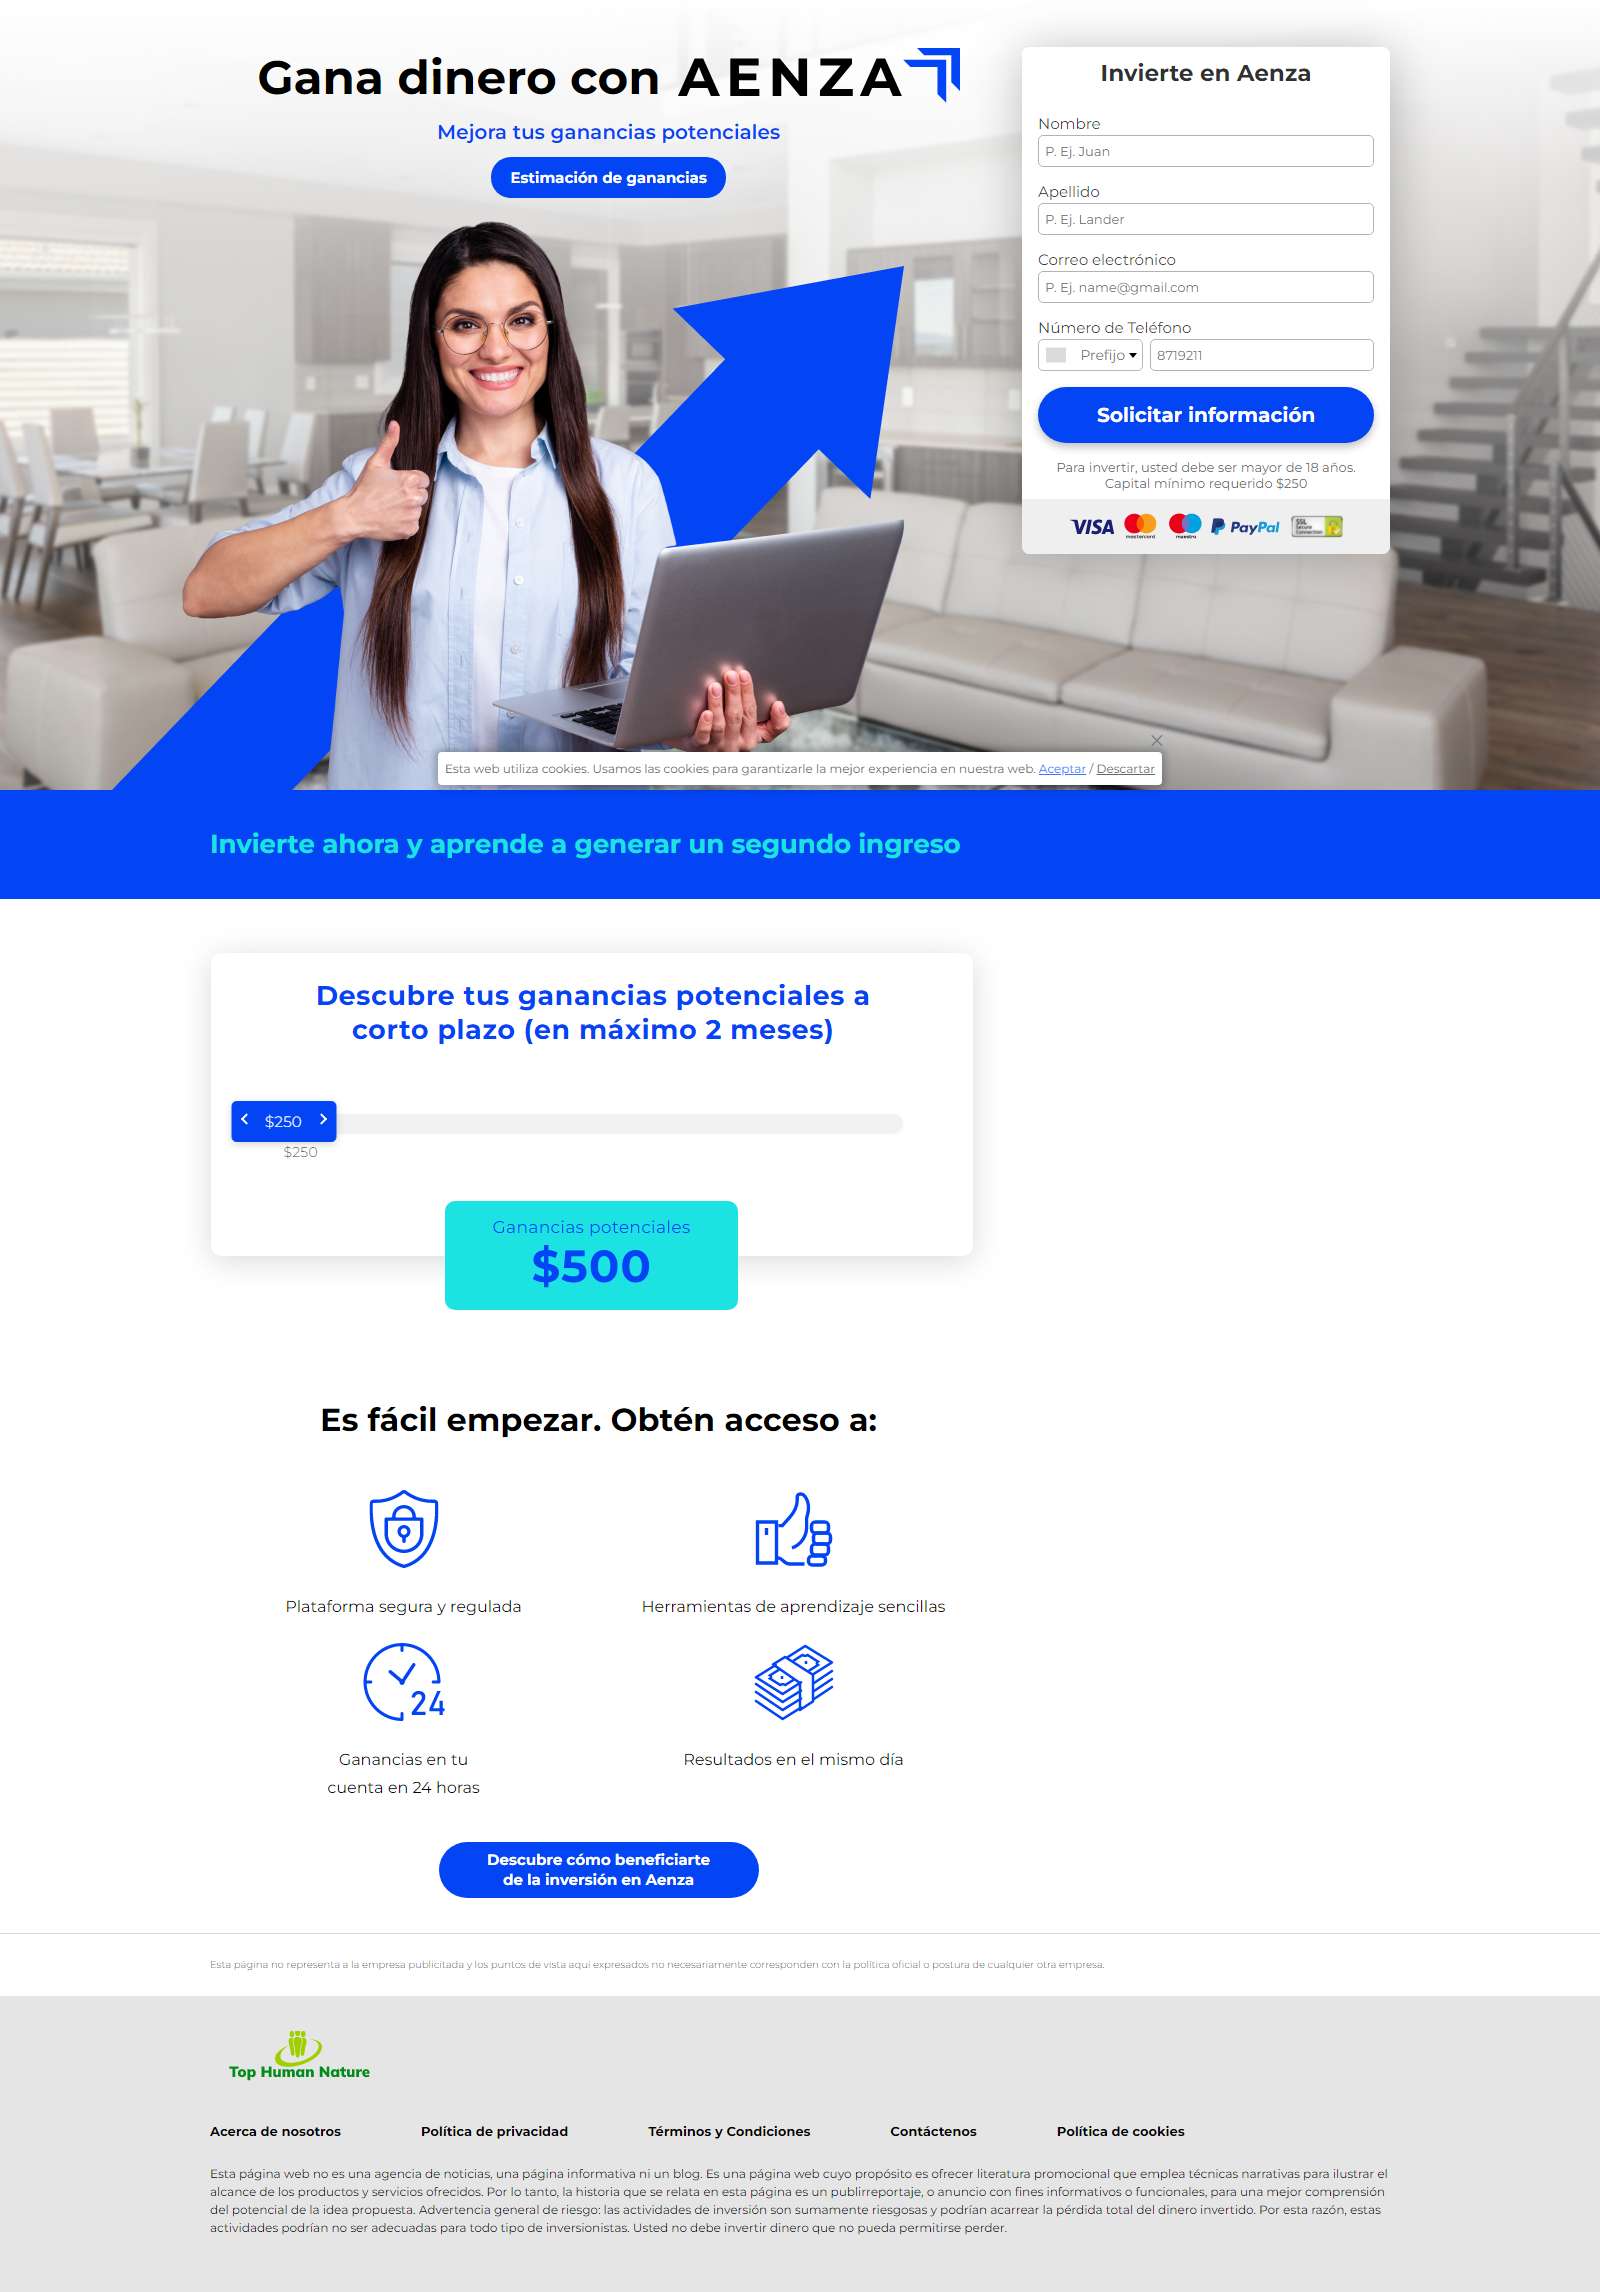 Gana dinero con AENZA
Mejora tus ganancias potenciales
Estimación de ganancias
Invierte en Aenza
Nombre
P. Ej. Juan
Apellido
P. Ej. Lander
Correo electrónico
P. Ej. name@gmail.com
Número de Teléfono
Prefijo
8719211
Solicitar información
Para invertir, usted debe ser mayor de 18 años.
Capital mínimo requerido $250
VISA mastercard maestro PayPal SSL Secure Connection
Esta web utiliza cookies. Usamos las cookies para garantizarle la mejor experiencia en nuestra web. Aceptar / Descartar
Invierte ahora y aprende a generar un segundo ingreso
Descubre tus ganancias potenciales a
corto plazo (en máximo 2 meses)
$250
$250
Ganancias potenciales
$500
Es fácil empezar. Obtén acceso a:
Plataforma segura y regulada
Herramientas de aprendizaje sencillas
24
Ganancias en tu
cuenta en 24 horas
Resultados en el mismo día
Descubre cómo beneficiarte
de la inversión en Aenza
Esta página no representa a la empresa publicitada y los puntos de vista aquí expresados no necesariamente corresponden con la política oficial o postura de cualquier otra empresa.
Top Human Nature
Acerca de nosotros
Política de privacidad
Términos y Condiciones
Contáctenos
Política de cookies
Esta página web no es una agencia de noticias, una página informativa ni un blog. Es una página web cuyo propósito es ofrecer literatura promocional que emplea técnicas narrativas para ilustrar el
alcance de los productos y servicios ofrecidos. Por lo tanto, la historia que se relata en esta página es un publirreportaje, o anuncio con fines informativos o funcionales, para una mejor comprensión
del potencial de la idea propuesta. Advertencia general de riesgo: las actividades de inversión son sumamente riesgosas y podrían acarrear la pérdida total del dinero invertido. Por esta razón, estas
actividades podrían no ser adecuadas para todo tipo de inversionistas. Usted no debe invertir dinero que no pueda permitirse perder.